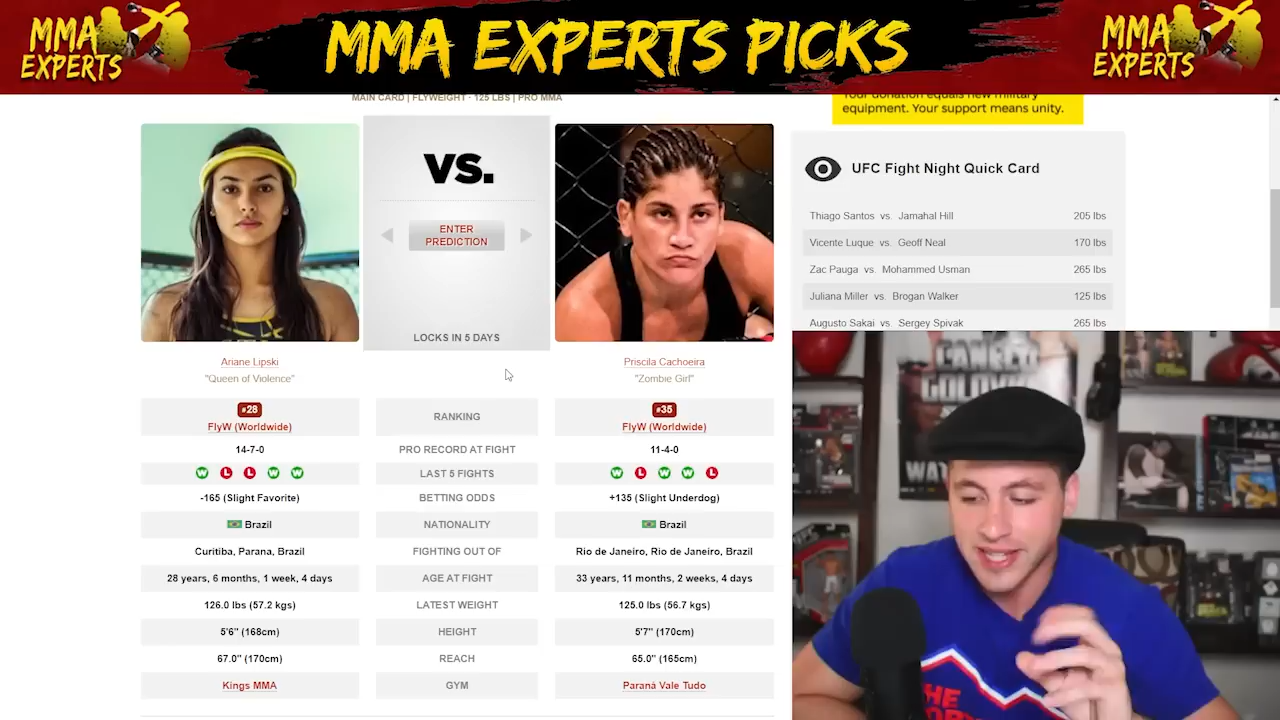 MMA EXPERTS
MMA EXPERTS PICKS
MMA EXPERTS
MAIN CARD | FLYWEIGHT · 125 LBS | PRO MMA
Your donation equals new military
equipment. Your support means unity.
VS.
ENTER
PREDICTION
LOCKS IN 5 DAYS
UFC Fight Night Quick Card
Thiago Santos vs. Jamahal Hill 205 lbs
Vicente Luque vs. Geoff Neal 170 lbs
Zac Pauga vs. Mohammed Usman 265 lbs
Juliana Miller vs. Brogan Walker 125 lbs
Augusto Sakai vs. Sergey Spivak 265 lbs
Ariane Lipski Priscila Cachoeira
"Queen of Violence" "Zombie Girl"
#28 RANKING #35
FlyW (Worldwide) FlyW (Worldwide)
14-7-0 PRO RECORD AT FIGHT 11-4-0
W L L W W LAST 5 FIGHTS W L W W L
-165 (Slight Favorite) BETTING ODDS +135 (Slight Underdog)
Brazil NATIONALITY Brazil
Curitiba, Parana, Brazil FIGHTING OUT OF Rio de Janeiro, Rio de Janeiro, Brazil
28 years, 6 months, 1 week, 4 days AGE AT FIGHT 33 years, 11 months, 2 weeks, 4 days
126.0 lbs (57.2 kgs) LATEST WEIGHT 125.0 lbs (56.7 kgs)
5'6" (168cm) HEIGHT 5'7" (170cm)
67.0" (170cm) REACH 65.0" (165cm)
Kings MMA GYM Paraná Vale Tudo
CANELO
GOLOVKIN
THE